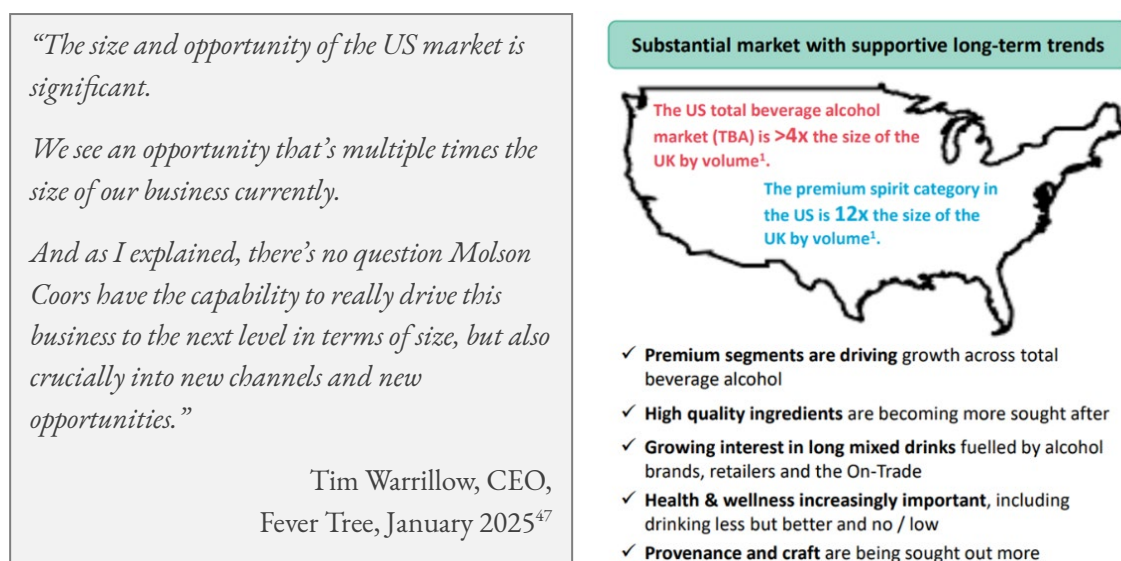 “The size and opportunity of the US market is
significant.
We see an opportunity that’s multiple times the
size of our business currently.
And as I explained, there’s no question Molson
Coors have the capability to really drive this
business to the next level in terms of size, but also
crucially into new channels and new
opportunities.”
Tim Warrillow, CEO,
Fever Tree, January 2025⁴⁷
Substantial market with supportive long-term trends
The US total beverage alcohol
market (TBA) is >4x the size of the
UK by volume¹.
The premium spirit category in
the US is 12x the size of the
UK by volume¹.
✓ Premium segments are driving growth across total
beverage alcohol
✓ High quality ingredients are becoming more sought after
✓ Growing interest in long mixed drinks fuelled by alcohol
brands, retailers and the On-Trade
✓ Health & wellness increasingly important, including
drinking less but better and no / low
✓ Provenance and craft are being sought out more